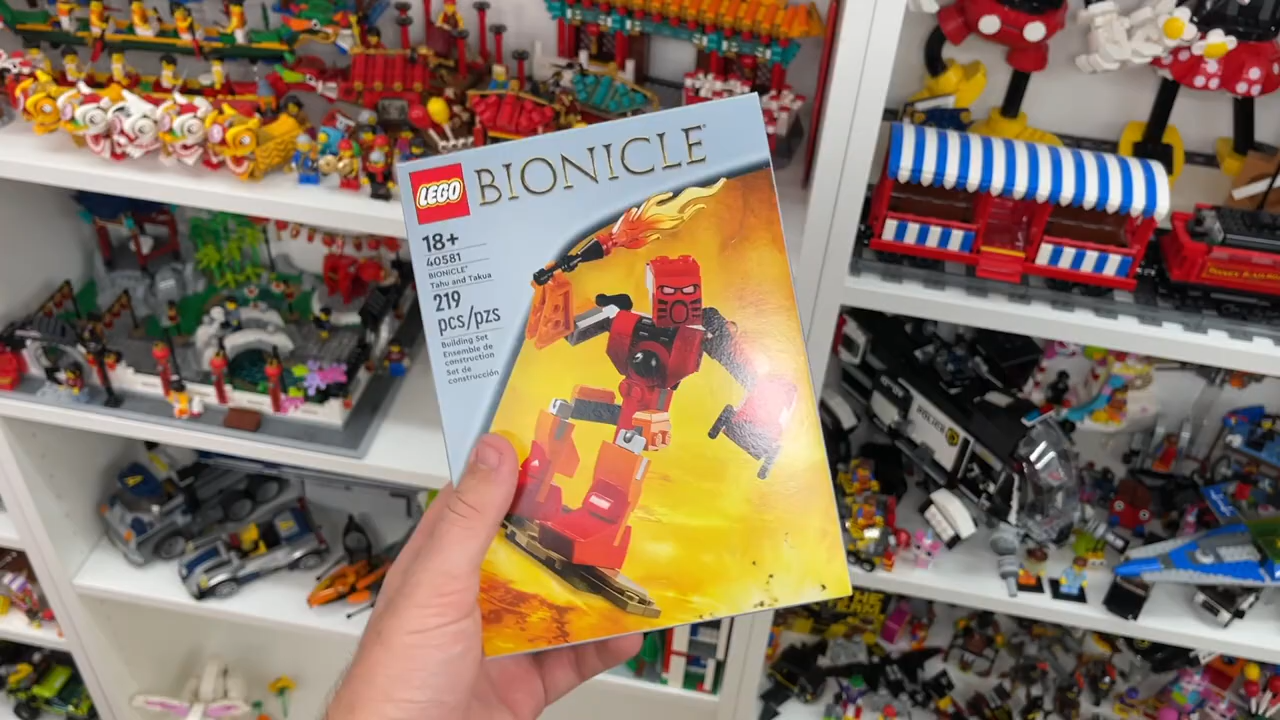 LEGO
BIONICLE
18+
40581
BIONICLE
Tahu and Takua
219
pcs/pzs
Building Set
Ensemble de
construction
Set de
construcción
POLICE